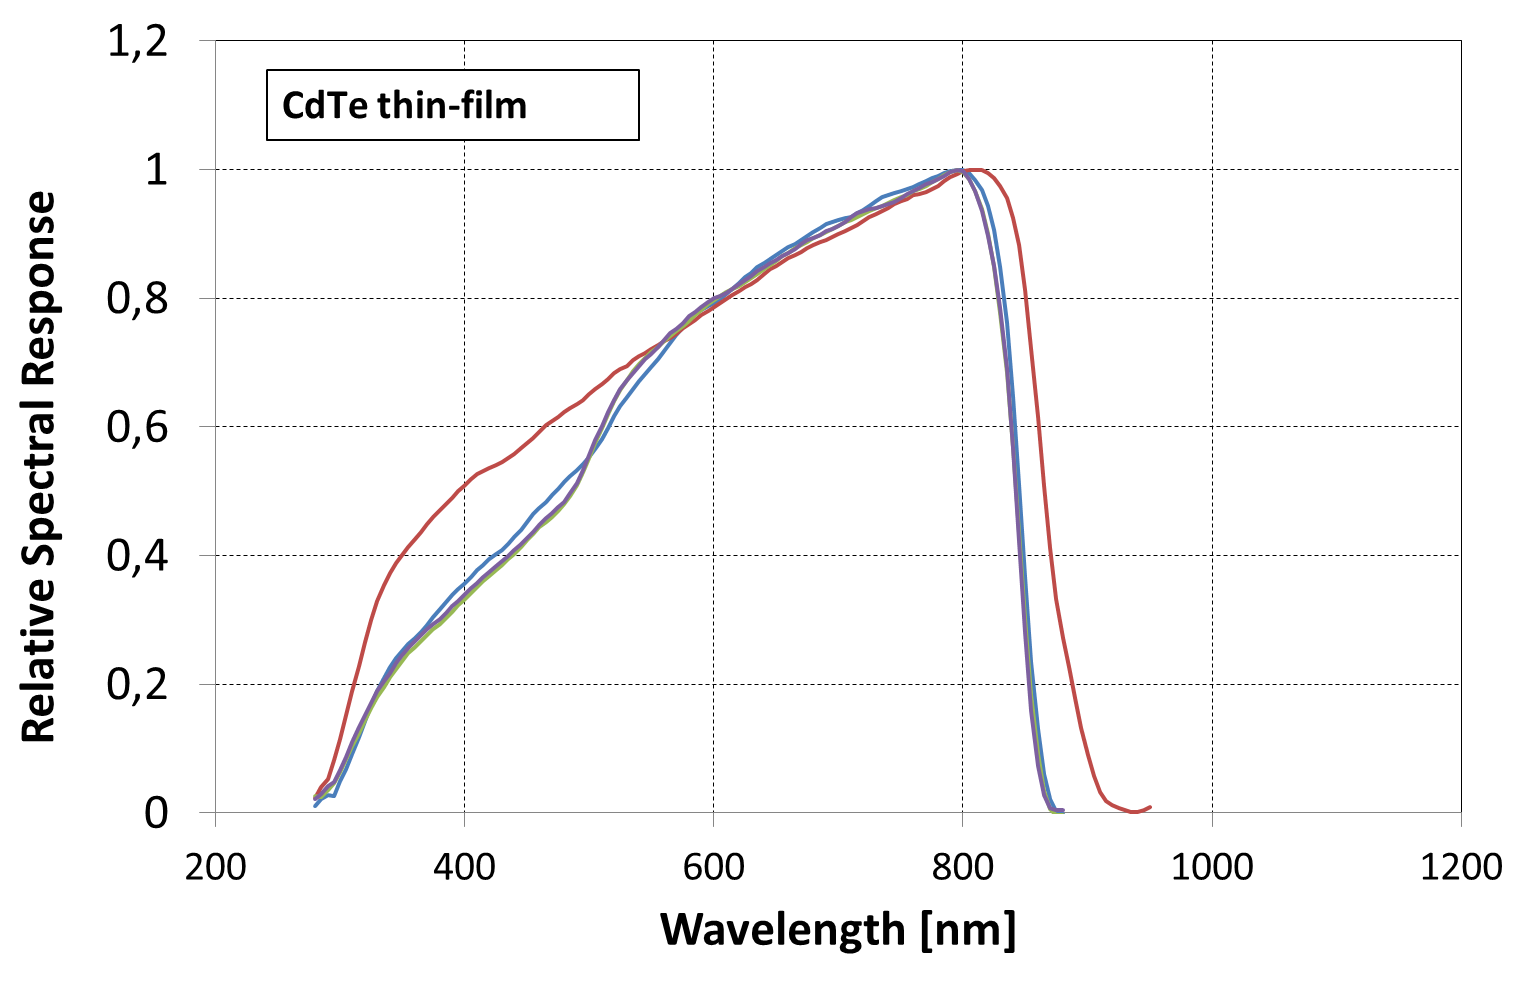 1,2
CdTe thin-film
1
0,8
0,6
0,4
0,2
0
Relative Spectral Response
200 400 600 800 1000 1200
Wavelength [nm]